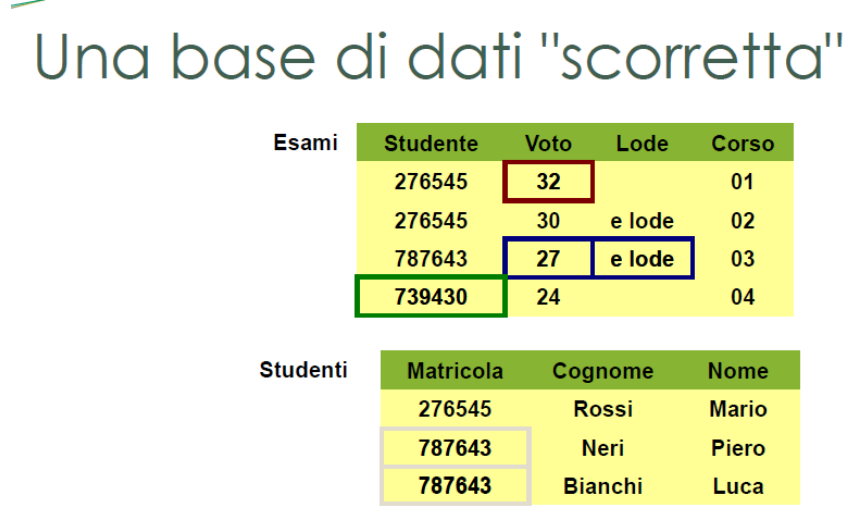 Una base di dati "scorretta"
Esami Studente Voto Lode Corso
276545 32 01
276545 30 e lode 02
787643 27 e lode 03
739430 24 04
Studenti Matricola Cognome Nome
276545 Rossi Mario
787643 Neri Piero
787643 Bianchi Luca